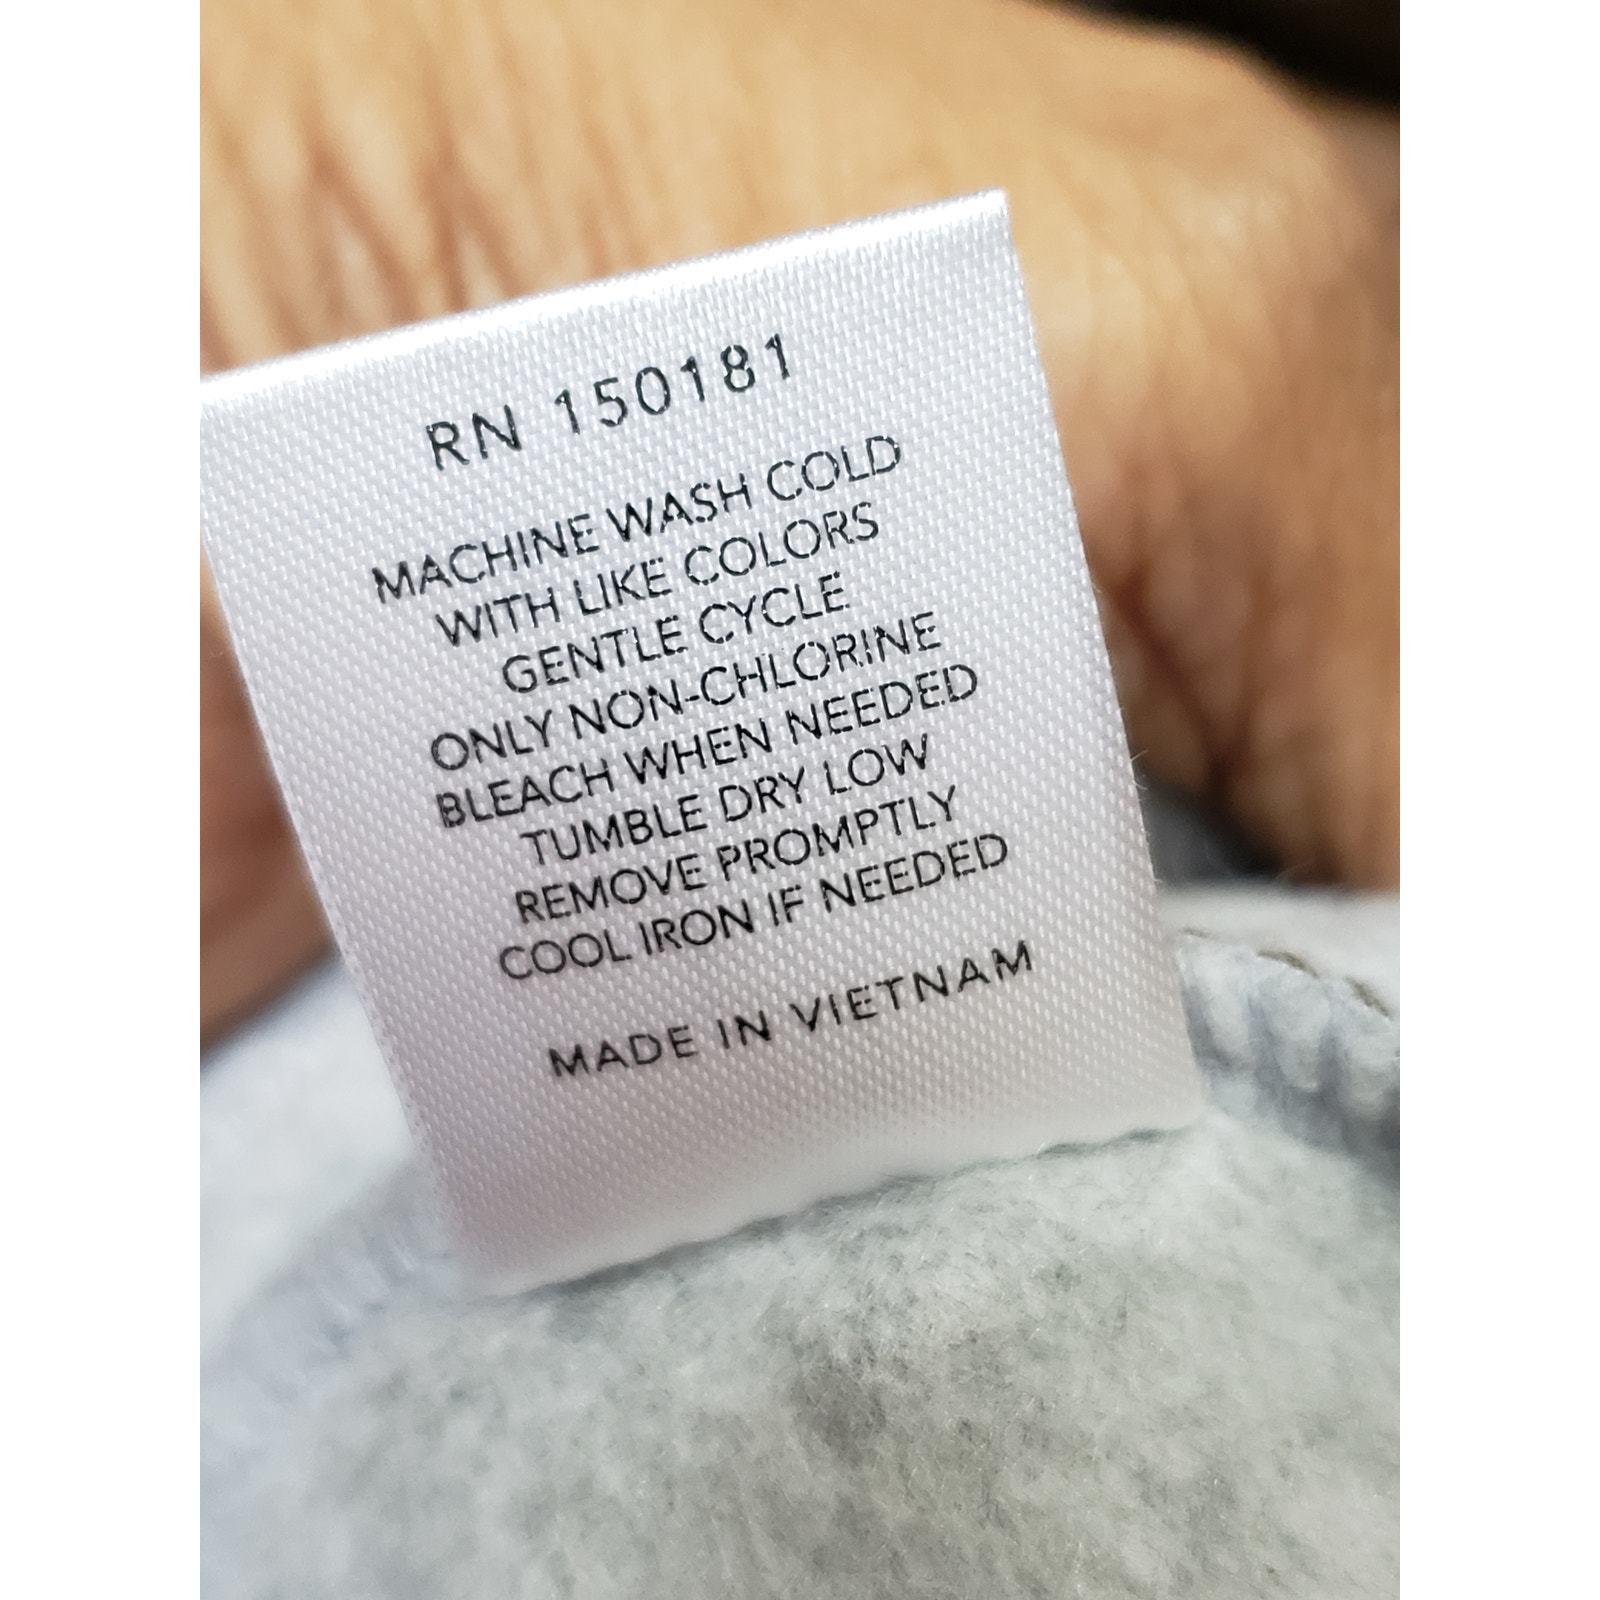 RN 150181
MACHINE WASH COLD
WITH LIKE COLORS
GENTLE CYCLE
ONLY NON-CHLORINE
BLEACH WHEN NEEDED
TUMBLE DRY LOW
REMOVE PROMPTLY
COOL IRON IF NEEDED
MADE IN VIETNAM